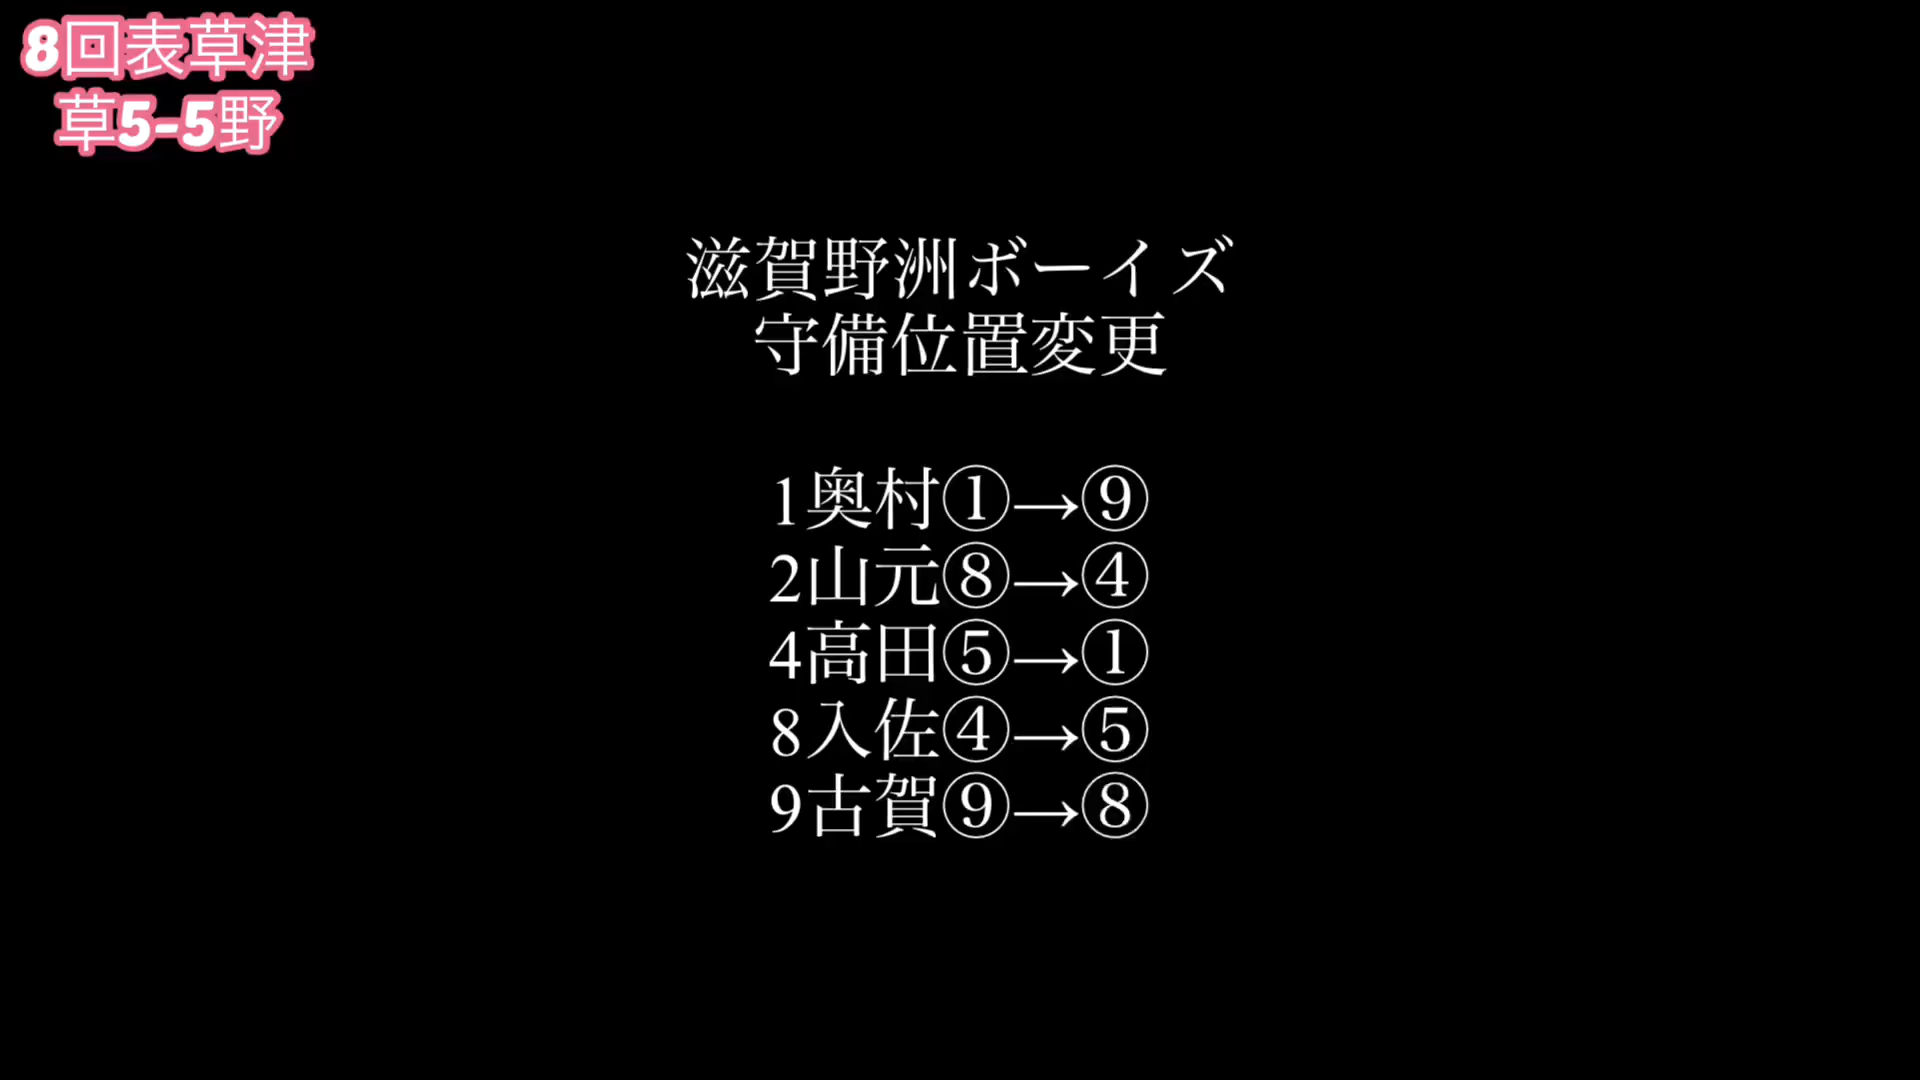 8回表草津
草5-5野
滋賀野洲ボーイズ
守備位置変更
1奥村①→⑨
2山元⑧→④
4高田⑤→①
8入佐④→⑤
9古賀⑨→⑧